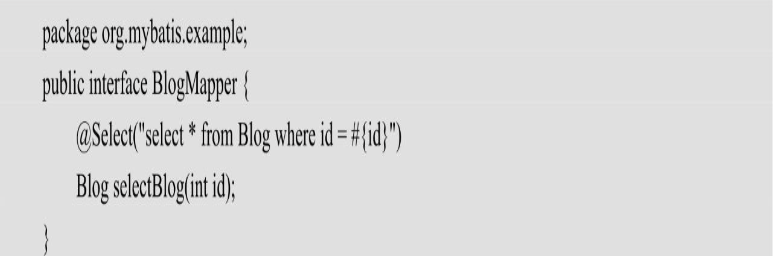 package org.mybatis.example;
public interface BlogMapper {
@Select("select * from Blog where id = #{id}")
Blog selectBlog(int id);
}